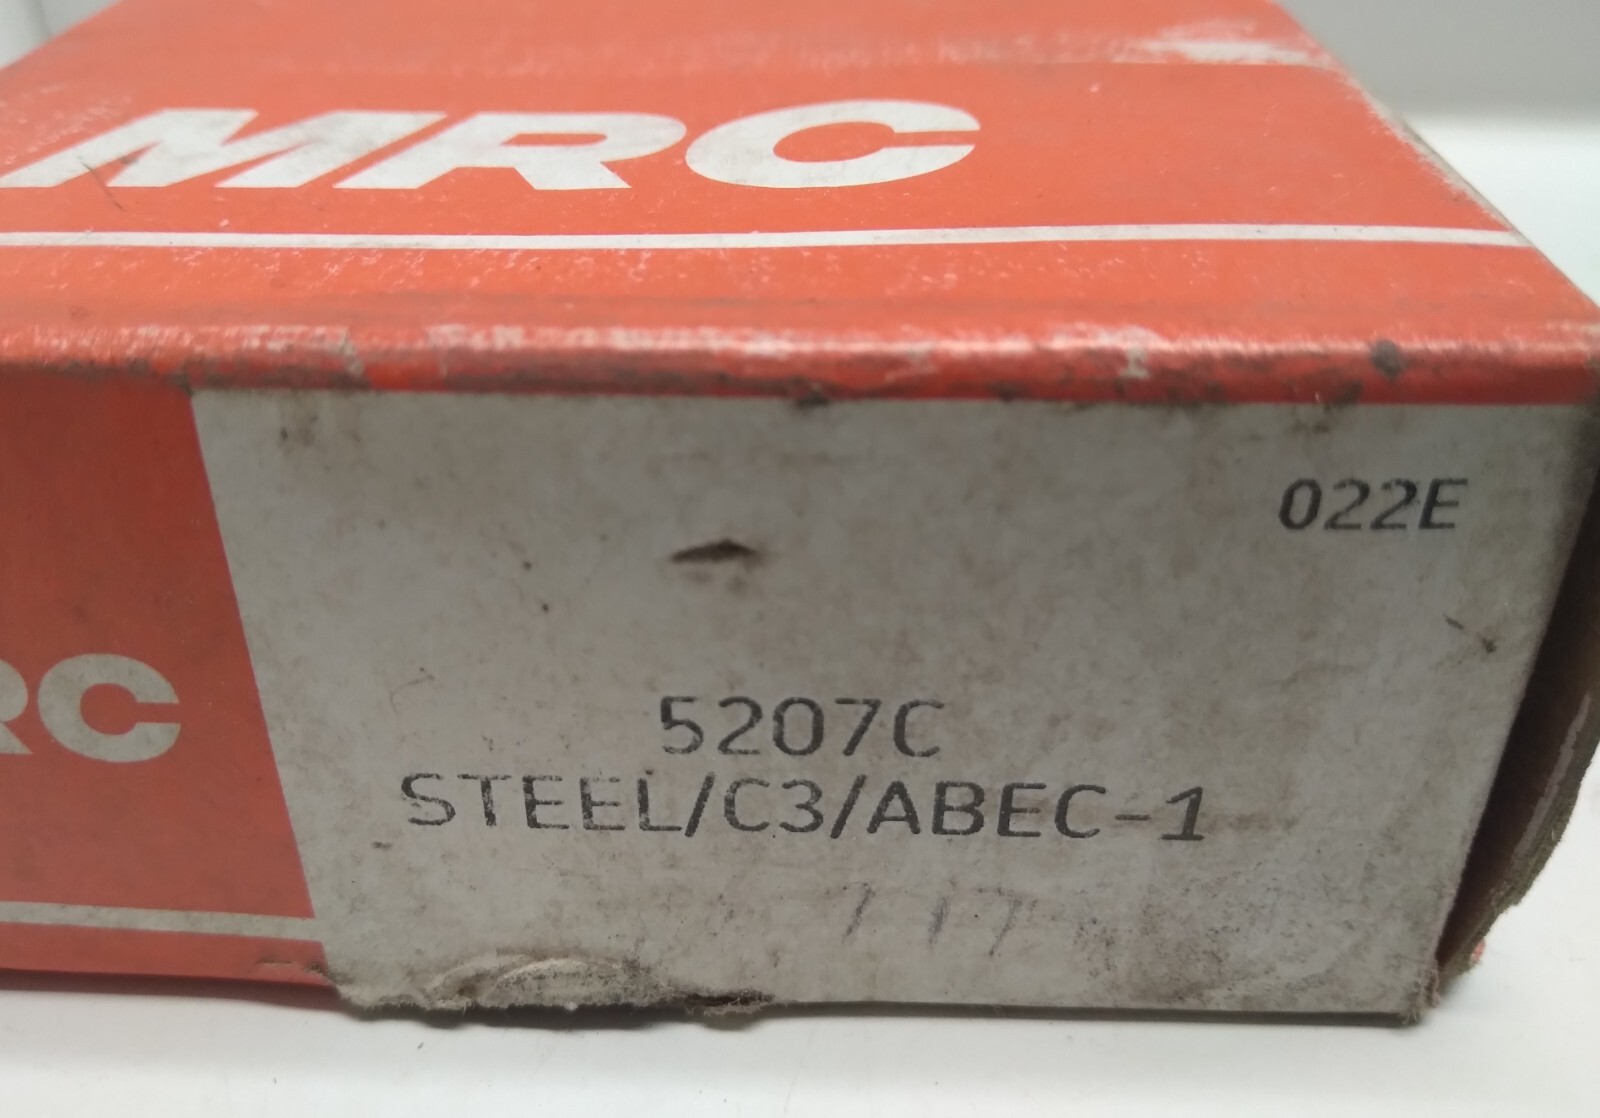 MRC
022E
RC
5207C
STEEL/C3/ABEC-1